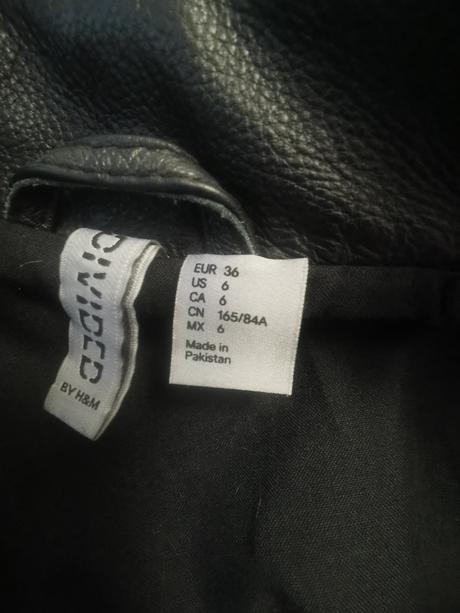 DIVIDED
BY H&M
EUR 36
US 6
CA 6
CN 165/84A
MX 6
Made in
Pakistan